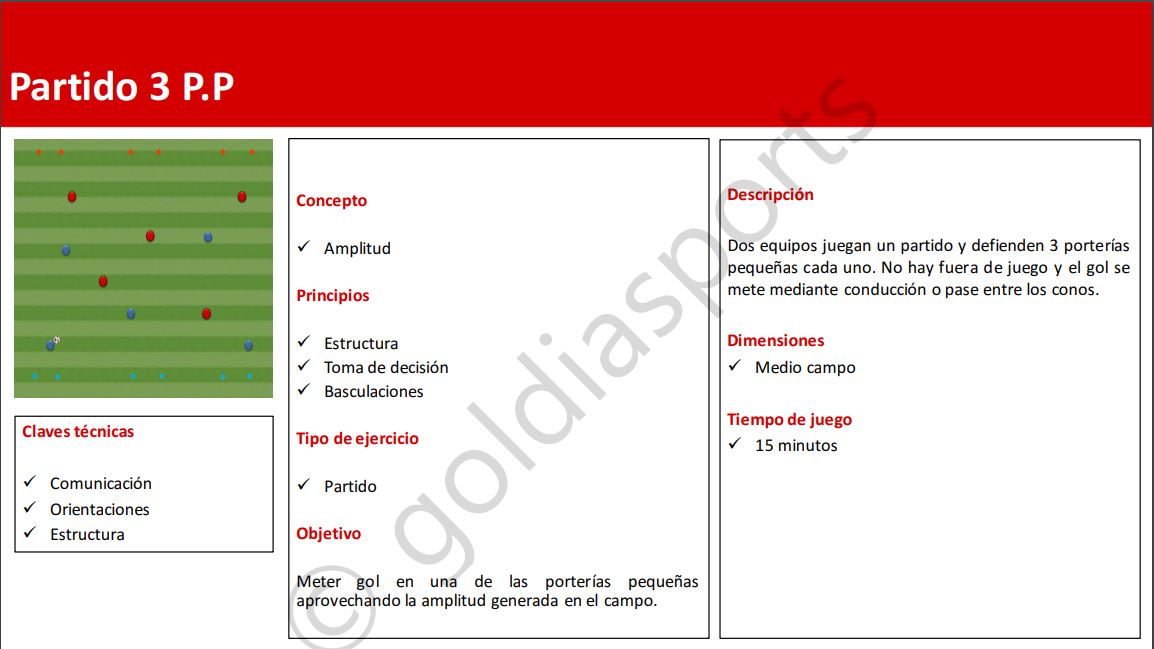 Partido 3 P.P
Claves técnicas
Comunicación
Orientaciones
Estructura
Concepto
Amplitud
Principios
Estructura
Toma de decisión
Basculaciones
Tipo de ejercicio
Partido
Objetivo
Meter gol en una de las porterías pequeñas
aprovechando la amplitud generada en el campo.
Descripción
Dos equipos juegan un partido y defienden 3 porterías
pequeñas cada uno. No hay fuera de juego y el gol se
mete mediante conducción o pase entre los conos.
Dimensiones
Medio campo
Tiempo de juego
15 minutos
© goldiasports